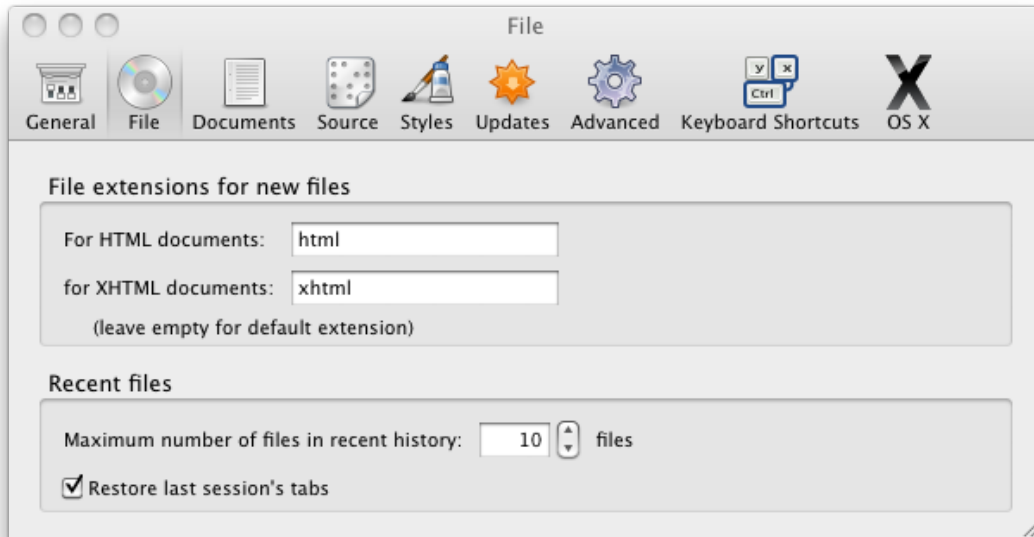 File
General File Documents Source Styles Updates Advanced y x Ctrl Keyboard Shortcuts X OS X
File extensions for new files
For HTML documents: html
for XHTML documents: xhtml
(leave empty for default extension)
Recent files
Maximum number of files in recent history: 10 files
Restore last session's tabs